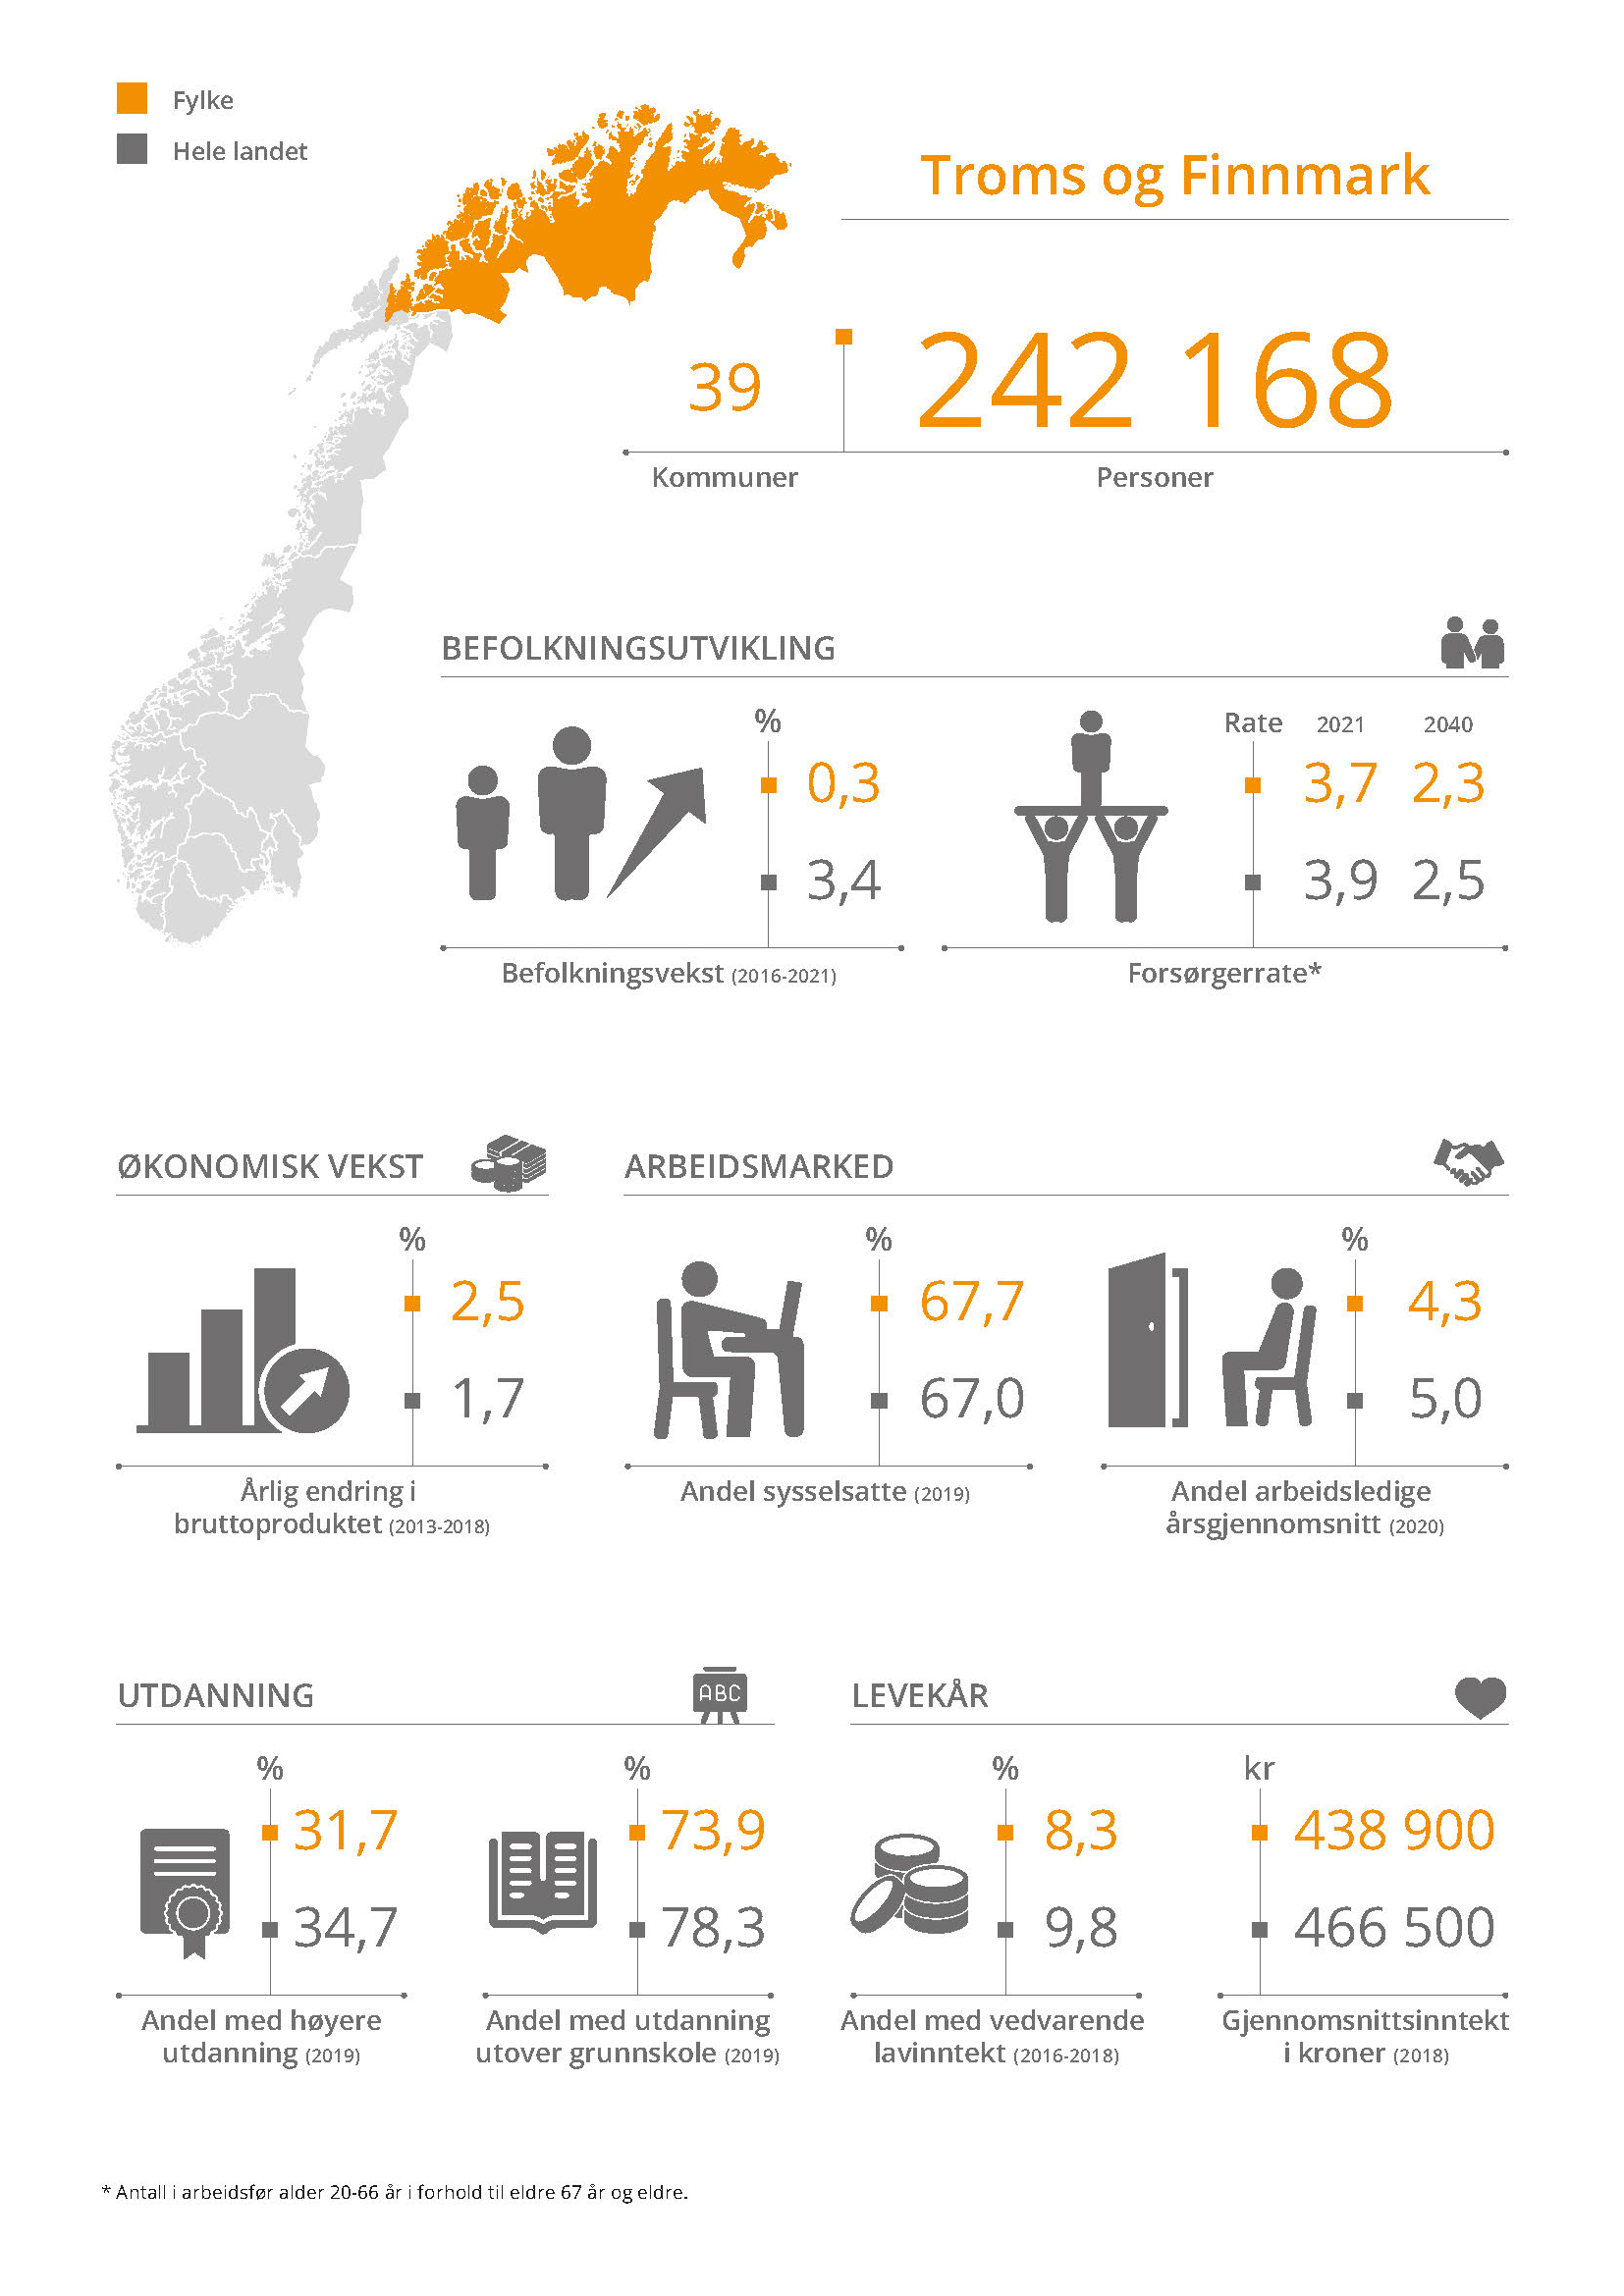 Fylke
Hele landet
Troms og Finnmark
39
242 168
Kommuner
Personer
BEFOLKNINGSUTVIKLING
%
0,3
3,4
Befolkningsvekst (2016-2021)
Rate 2021 2040
3,7 2,3
3,9 2,5
Forsørgerrate*
ØKONOMISK VEKST
%
2,5
1,7
Årlig endring i
bruttoproduktet (2013-2018)
ARBEIDSMARKED
%
67,7
67,0
Andel sysselsatte (2019)
%
4,3
5,0
Andel arbeidsledige
årsgjennomsnitt (2020)
UTDANNING
ABC
%
31,7
34,7
Andel med høyere
utdanning (2019)
%
73,9
78,3
Andel med utdanning
utover grunnskole (2019)
LEVEKÅR
%
8,3
9,8
Andel med vedvarende
lavinntekt (2016-2018)
kr
438 900
466 500
Gjennomsnittsinntekt
i kroner (2018)
* Antall i arbeidsfør alder 20-66 år i forhold til eldre 67 år og eldre.